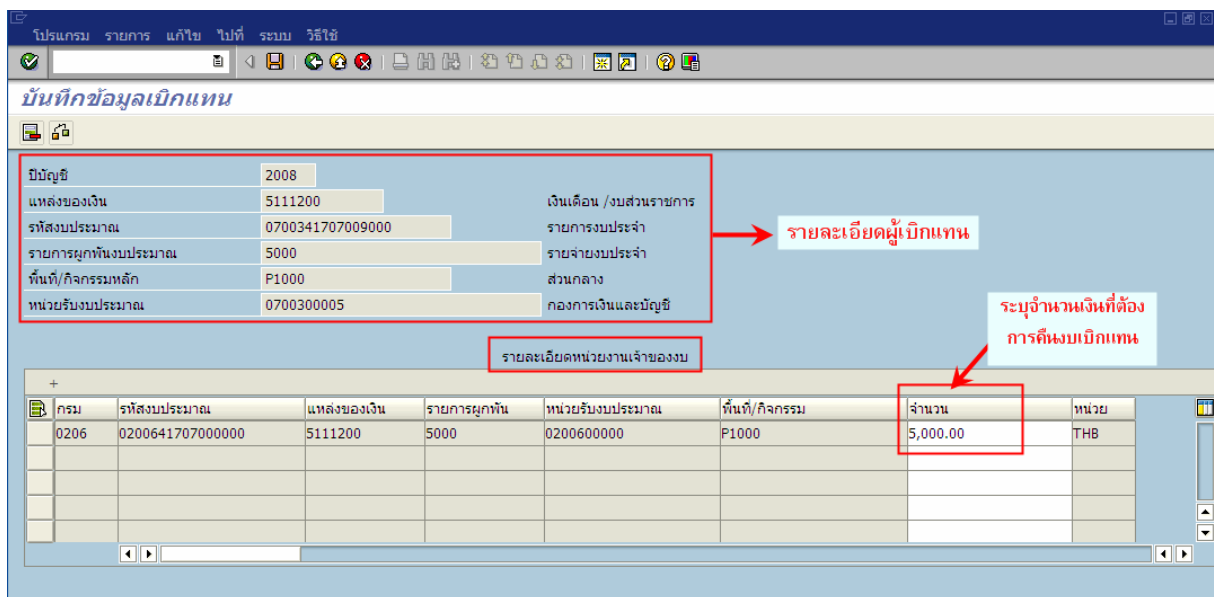 โปรแกรม รายการ แก้ไข ไปที่ ระบบ วิธีใช้
บันทึกข้อมูลเบิกแทน
ปีบัญชี 2008
แหล่งของเงิน 5111200 เงินเดือน /งบส่วนราชการ
รหัสงบประมาณ 0700341707009000 รายการงบประจำ
รายการผูกพันงบประมาณ 5000 รายจ่ายงบประจำ
พื้นที่/กิจกรรมหลัก P1000 ส่วนกลาง
หน่วยรับงบประมาณ 0700300005 กองการเงินและบัญชี
รายละเอียดผู้เบิกแทน
ระบุจำนวนเงินที่ต้อง
การคืนงบเบิกแทน
รายละเอียดหน่วยงานเจ้าของงบ
กรม รหัสงบประมาณ แหล่งของเงิน รายการผูกพัน หน่วยรับงบประมาณ พื้นที่/กิจกรรม จำนวน หน่วย
0206 0200641707000000 5111200 5000 0200600000 P1000 5,000.00 THB